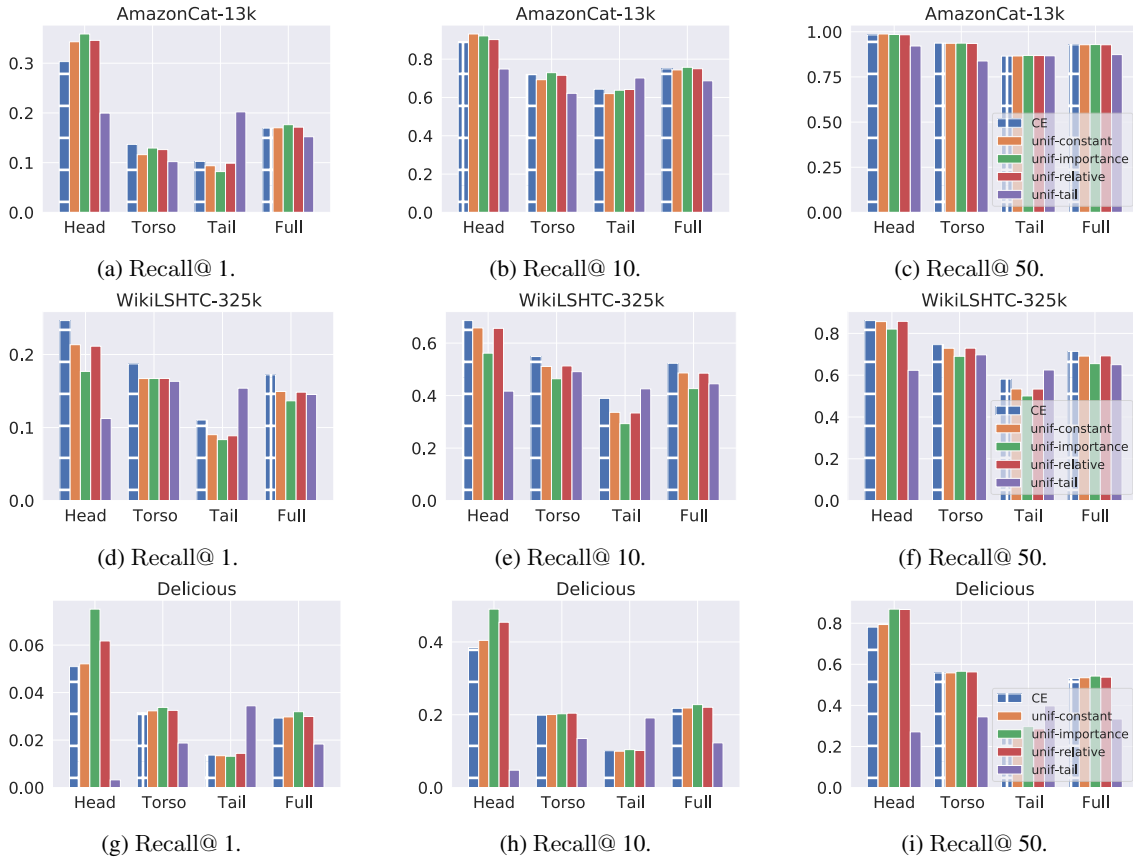 AmazonCat-13k
0.3
0.2
0.1
0.0
Head Torso Tail Full
(a) Recall@ 1.
AmazonCat-13k
0.8
0.6
0.4
0.2
0.0
Head Torso Tail Full
(b) Recall@ 10.
AmazonCat-13k
1.00
0.75
0.50
0.25
0.00
CE
unif-constant
unif-importance
unif-relative
unif-tail
Head Torso Tail Full
(c) Recall@ 50.
WikiLSHTC-325k
0.2
0.1
0.0
Head Torso Tail Full
(d) Recall@ 1.
WikiLSHTC-325k
0.6
0.4
0.2
0.0
Head Torso Tail Full
(e) Recall@ 10.
WikiLSHTC-325k
0.8
0.6
0.4
0.2
0.0
CE
unif-constant
unif-importance
unif-relative
unif-tail
Head Torso Tail Full
(f) Recall@ 50.
Delicious
0.06
0.04
0.02
0.00
Head Torso Tail Full
(g) Recall@ 1.
Delicious
0.4
0.2
0.0
Head Torso Tail Full
(h) Recall@ 10.
Delicious
0.8
0.6
0.4
0.2
0.0
CE
unif-constant
unif-importance
unif-relative
unif-tail
Head Torso Tail Full
(i) Recall@ 50.